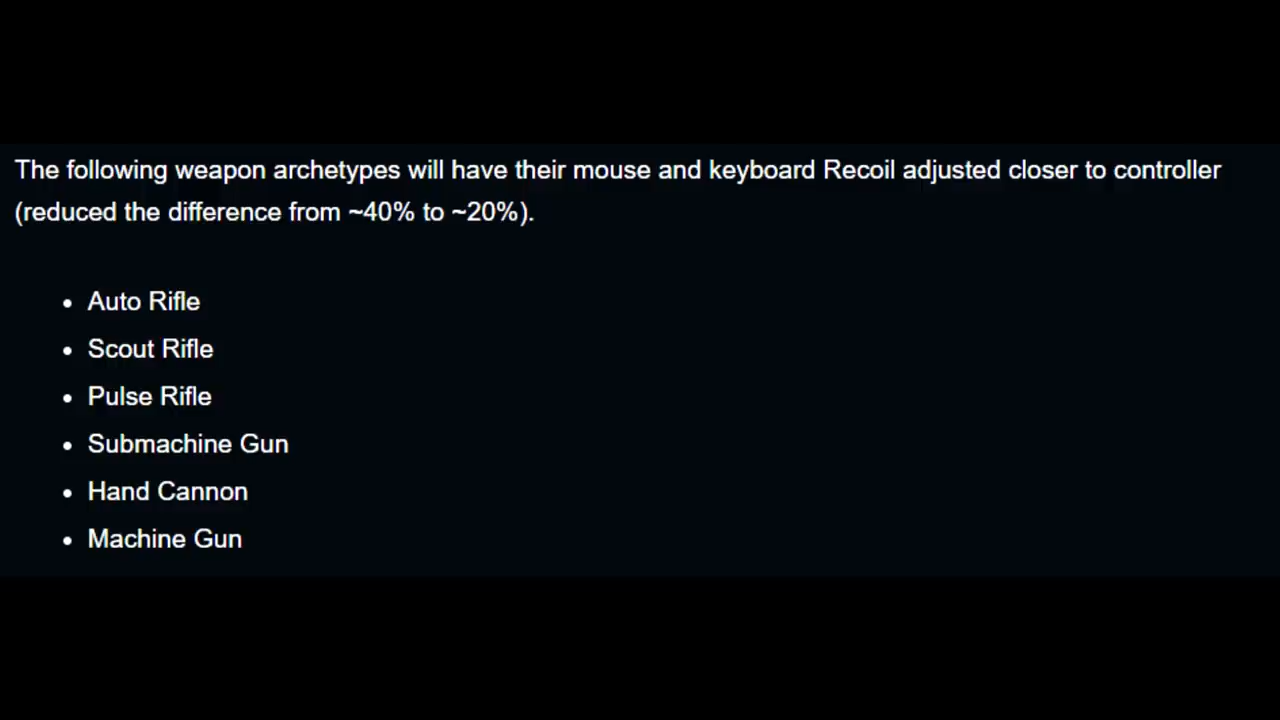 The following weapon archetypes will have their mouse and keyboard Recoil adjusted closer to controller
(reduced the difference from ~40% to ~20%).
• Auto Rifle
• Scout Rifle
• Pulse Rifle
• Submachine Gun
• Hand Cannon
• Machine Gun